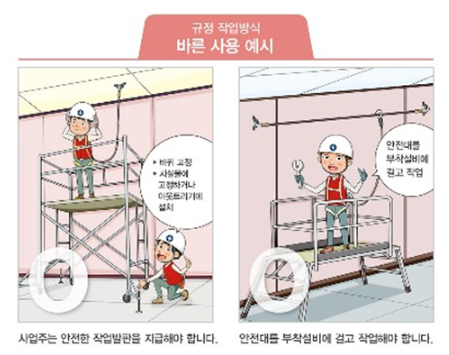 규정 작업방식
바른 사용 예시
▸ 바퀴 고정
▸ 시설물에
고정하거나
아웃트리거에
설치
안전대를
부착설비에
걸고 작업
사업주는 안전한 작업발판을 지급해야 합니다.
안전대를 부착설비에 걸고 작업해야 합니다.